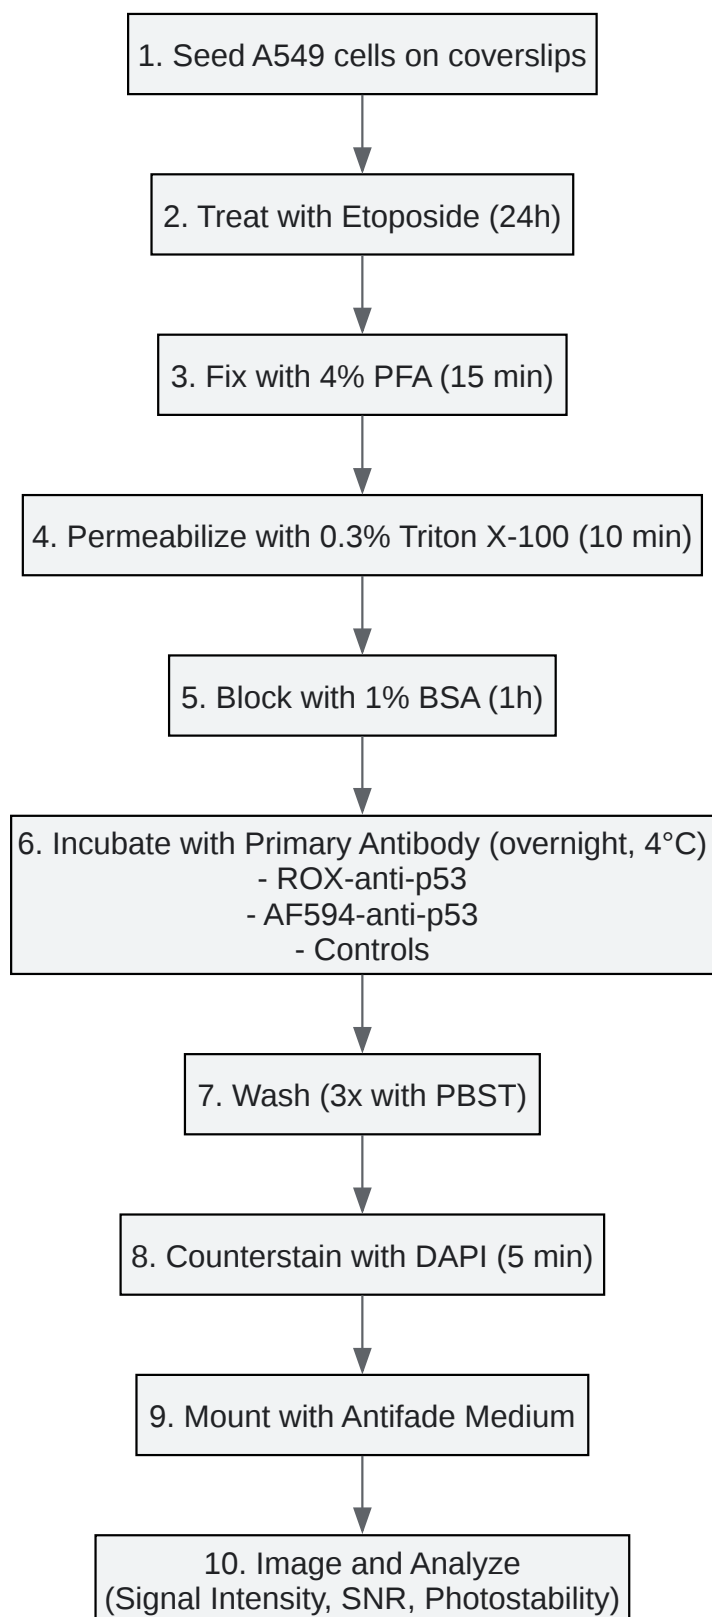 1. Seed A549 cells on coverslips
2. Treat with Etoposide (24h)
3. Fix with 4% PFA (15 min)
4. Permeabilize with 0.3% Triton X-100 (10 min)
5. Block with 1% BSA (1h)
6. Incubate with Primary Antibody (overnight, 4°C)
- ROX-anti-p53
- AF594-anti-p53
- Controls
7. Wash (3x with PBST)
8. Counterstain with DAPI (5 min)
9. Mount with Antifade Medium
10. Image and Analyze
(Signal Intensity, SNR, Photostability)